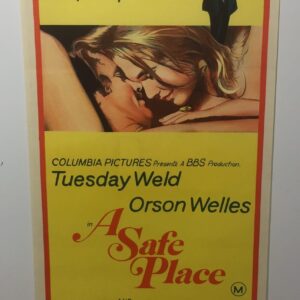 COLUMBIA PICTURES Presents A BBS Production.
Tuesday Weld
Orson Welles
in A
Safe
Place
M